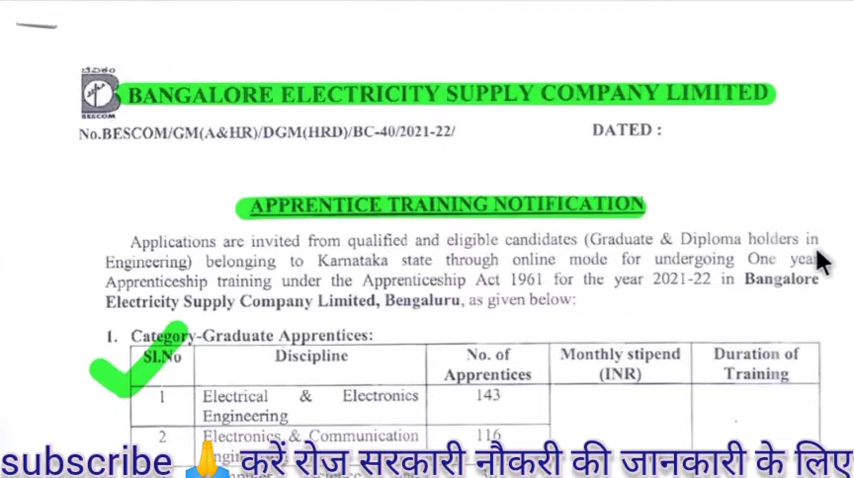 ಬೆವಿಕಂ
BESCOM
BANGALORE ELECTRICITY SUPPLY COMPANY LIMITED
No.BESCOM/GM(A&HR)/DGM(HRD)/BC-40/2021-22/ DATED :
APPRENTICE TRAINING NOTIFICATION
Applications are invited from qualified and eligible candidates (Graduate & Diploma holders in
Engineering) belonging to Karnataka state through online mode for undergoing One year
Apprenticeship training under the Apprenticeship Act 1961 for the year 2021-22 in Bangalore
Electricity Supply Company Limited, Bengaluru, as given below:
1. Category-Graduate Apprentices:
Sl.No Discipline No. of Apprentices Monthly stipend (INR) Duration of Training
1 Electrical & Electronics Engineering 143
2 Electronics & Communication 116
subscribe 🙏 करें रोज सरकारी नौकरी की जानकारी के लिए